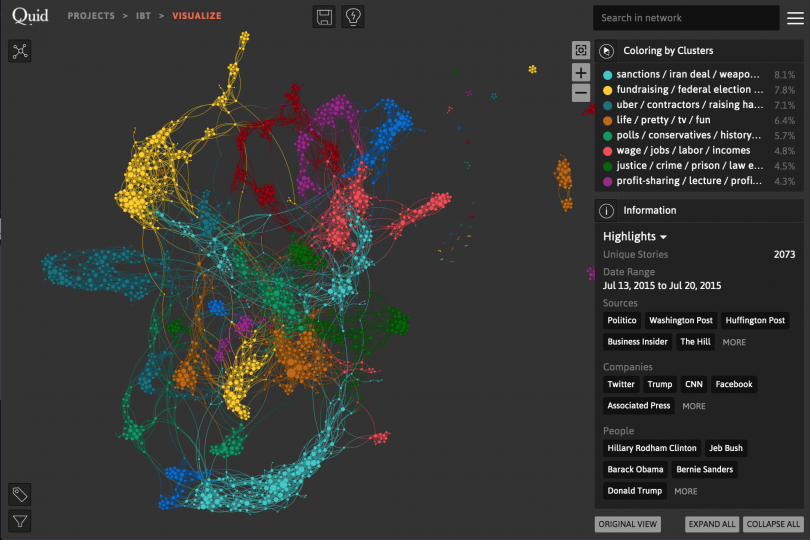 Quid
PROJECTS > IBT > VISUALIZE
Search in network
Coloring by Clusters
sanctions / iran deal / weapo... 8.1%
fundraising / federal election ... 7.8%
uber / contractors / raising ha... 7.1%
life / pretty / tv / fun 6.4%
polls / conservatives / history... 5.7%
wage / jobs / labor / incomes 4.8%
justice / crime / prison / law e... 4.5%
profit-sharing / lecture / profi... 4.3%
Information
Highlights
Unique Stories 2073
Date Range
Jul 13, 2015 to Jul 20, 2015
Sources
Politico Washington Post Huffington Post
Business Insider The Hill MORE
Companies
Twitter Trump CNN Facebook
Associated Press MORE
People
Hillary Rodham Clinton Jeb Bush
Barack Obama Bernie Sanders
Donald Trump MORE
ORIGINAL VIEW EXPAND ALL COLLAPSE ALL